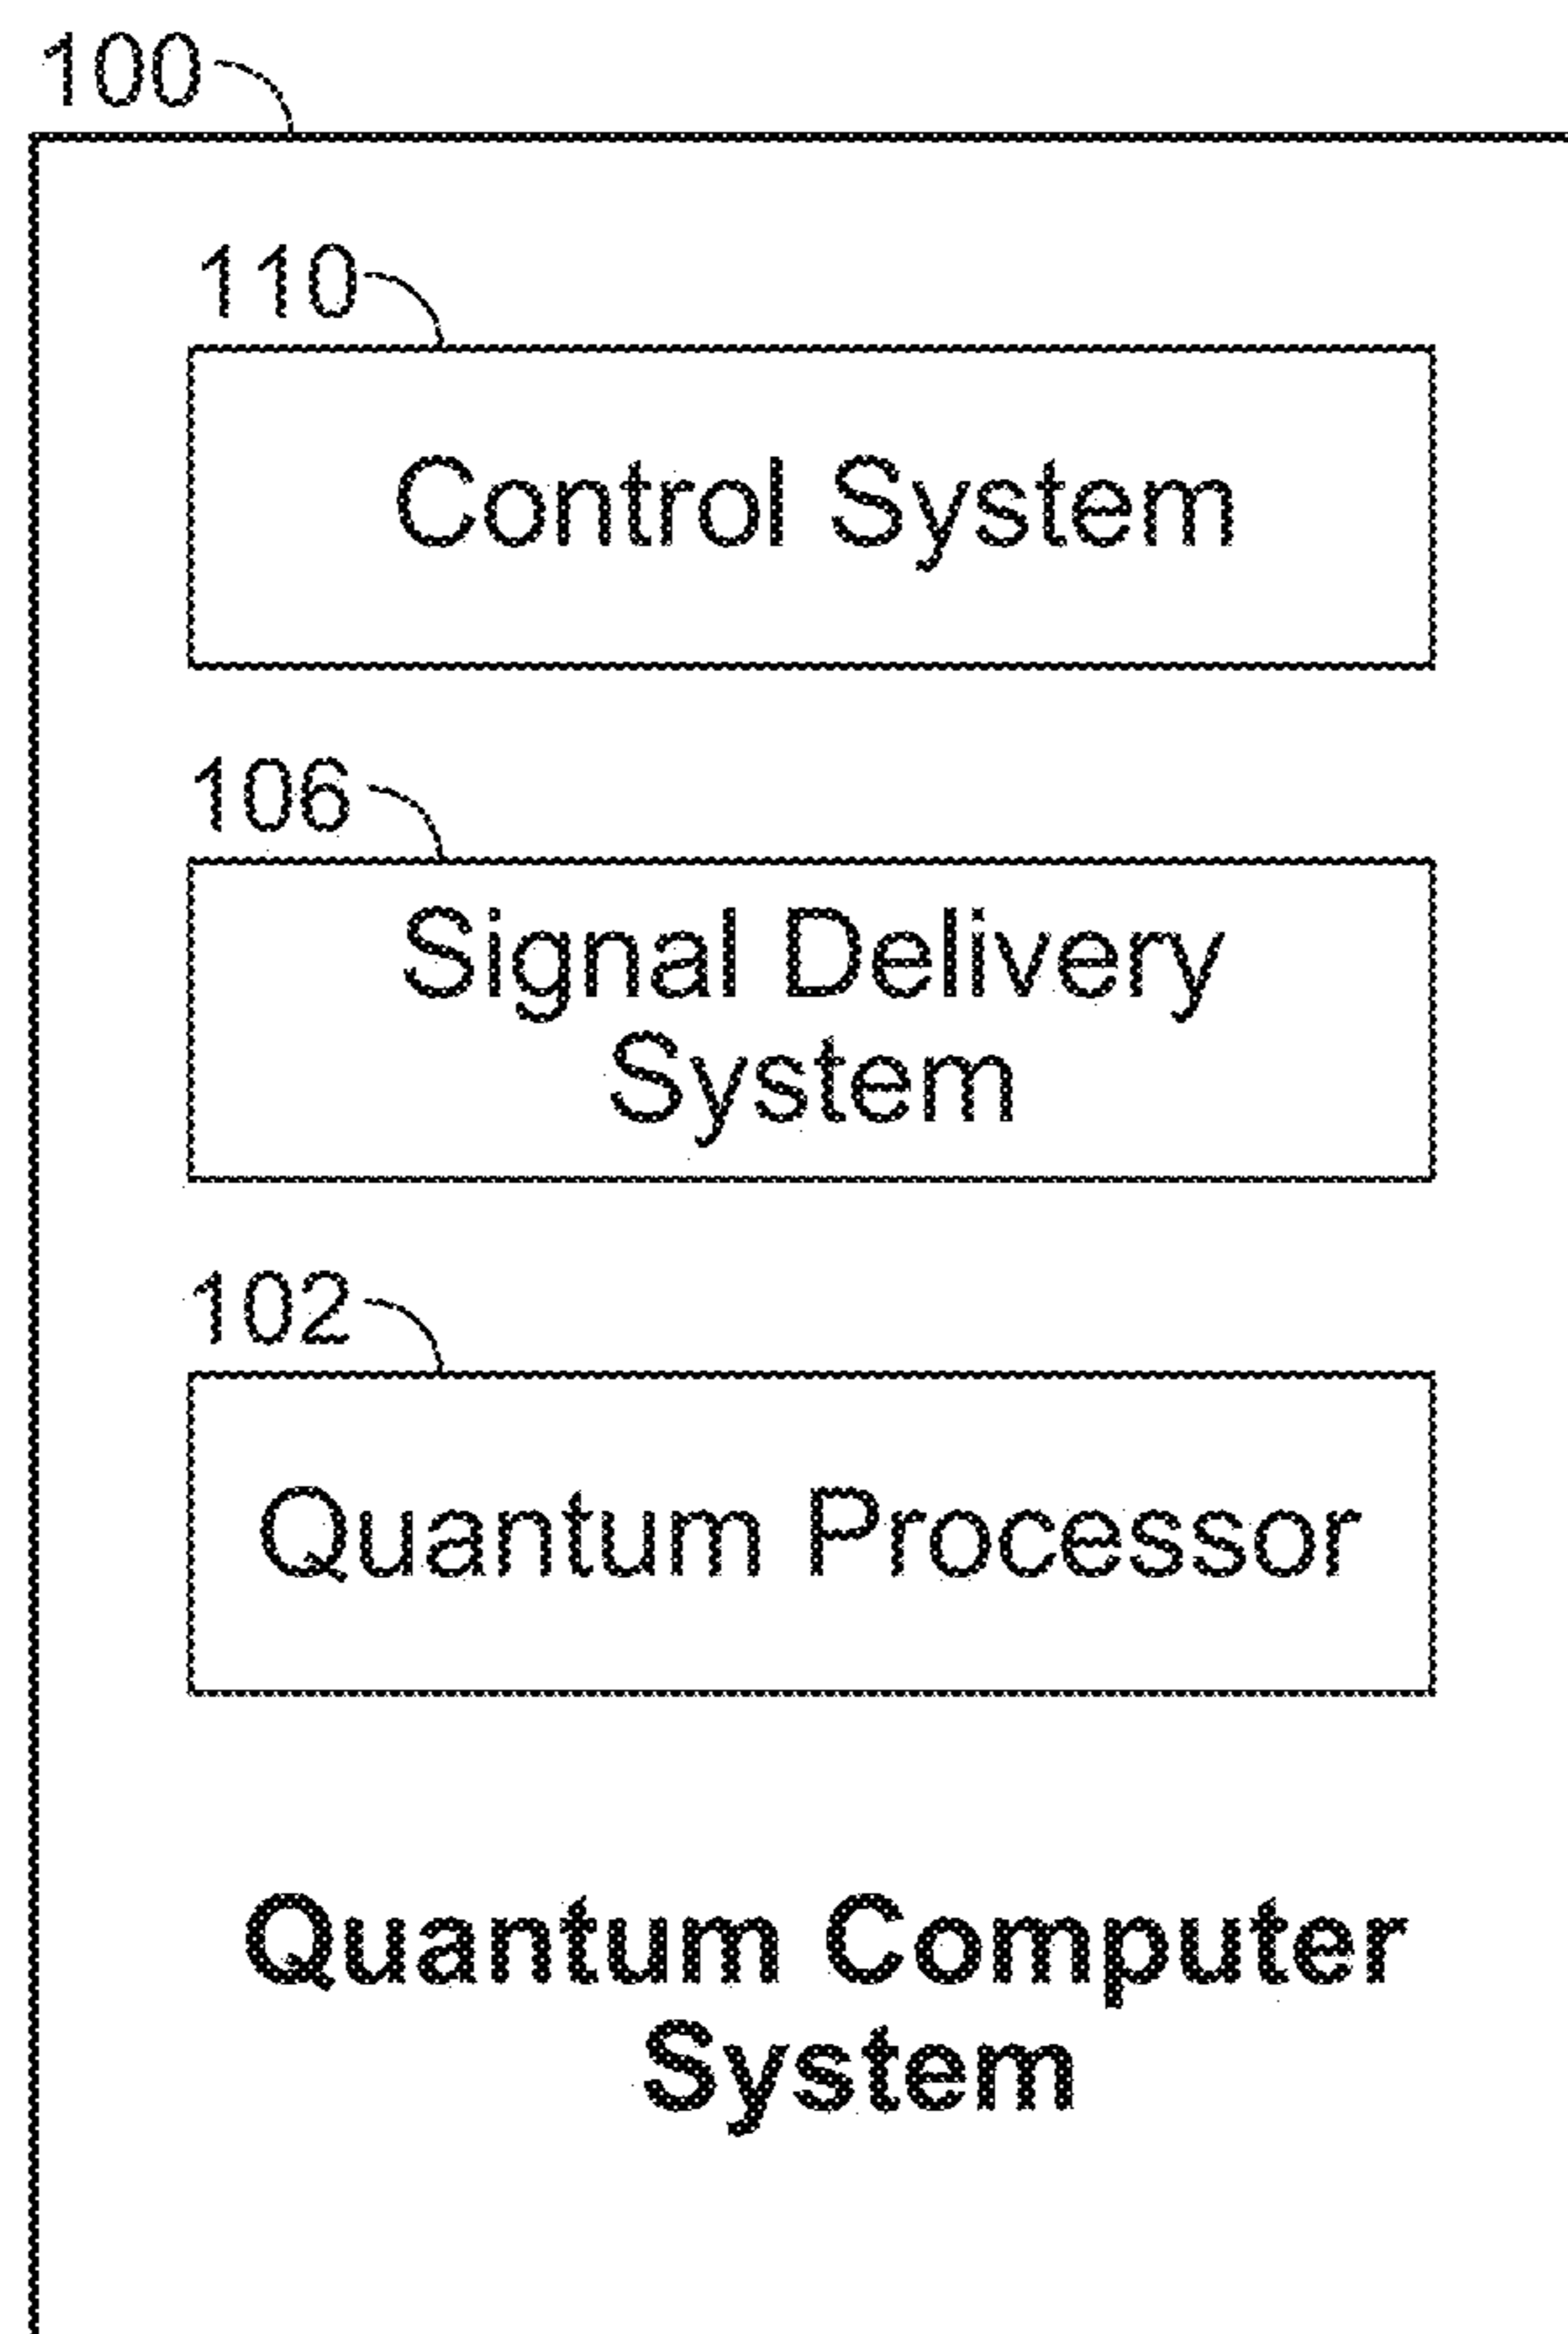 100
110
Control System
106
Signal Delivery
System
102
Quantum Processor
Quantum Computer
System